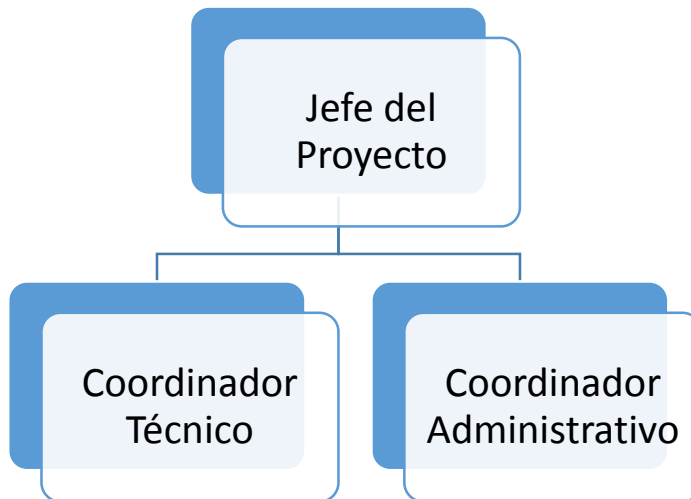 Jefe del
Proyecto
Coordinador
Técnico
Coordinador
Administrativo